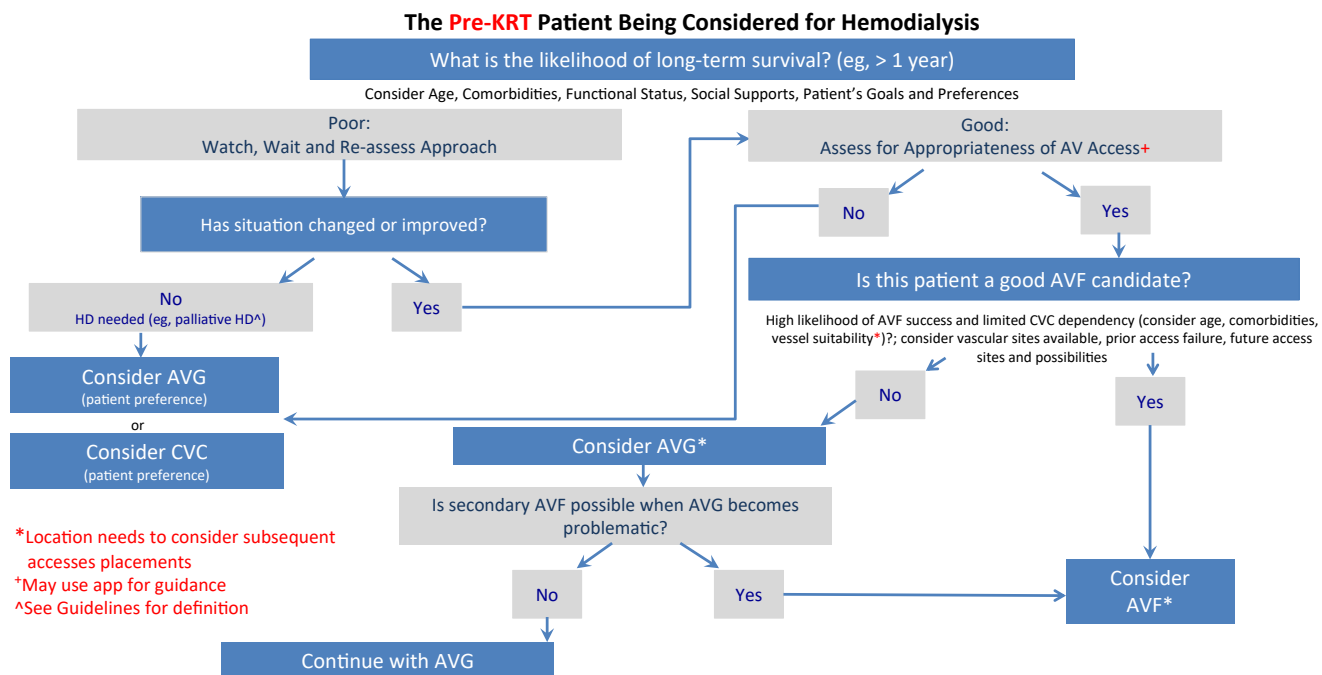 The Pre-KRT Patient Being Considered for Hemodialysis
What is the likelihood of long-term survival? (eg, > 1 year)
Consider Age, Comorbidities, Functional Status, Social Supports, Patient's Goals and Preferences
Poor:
Watch, Wait and Re-assess Approach
Good:
Assess for Appropriateness of AV Access+
Has situation changed or improved?
No
Yes
Is this patient a good AVF candidate?
No
HD needed (eg, palliative HD^)
Yes
High likelihood of AVF success and limited CVC dependency (consider age, comorbidities,
vessel suitability*)?; consider vascular sites available, prior access failure, future access
sites and possibilities
Consider AVG
(patient preference)
or
Consider CVC
(patient preference)
No
Yes
Consider AVG*
Is secondary AVF possible when AVG becomes
problematic?
*Location needs to consider subsequent
accesses placements
+May use app for guidance
^See Guidelines for definition
No
Yes
Consider
AVF*
Continue with AVG